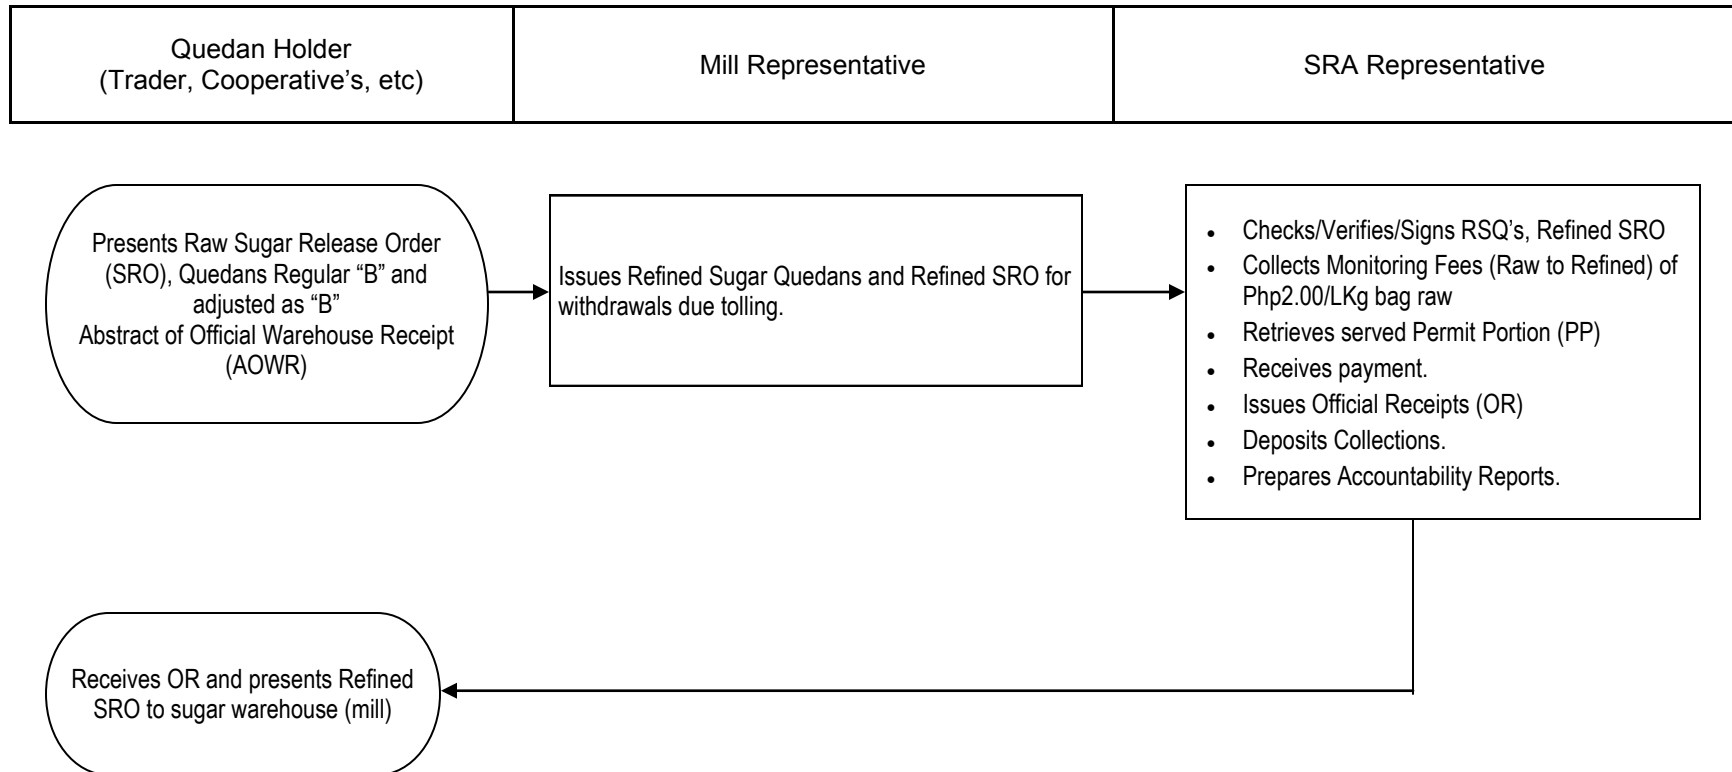 Quedan Holder
(Trader, Cooperative’s, etc)
Mill Representative
SRA Representative
Presents Raw Sugar Release Order
(SRO), Quedans Regular “B” and
adjusted as “B”
Abstract of Official Warehouse Receipt
(AOWR)
Issues Refined Sugar Quedans and Refined SRO for
withdrawals due tolling.
• Checks/Verifies/Signs RSQ’s, Refined SRO
• Collects Monitoring Fees (Raw to Refined) of
Php2.00/LKg bag raw
• Retrieves served Permit Portion (PP)
• Receives payment.
• Issues Official Receipts (OR)
• Deposits Collections.
• Prepares Accountability Reports.
Receives OR and presents Refined
SRO to sugar warehouse (mill)